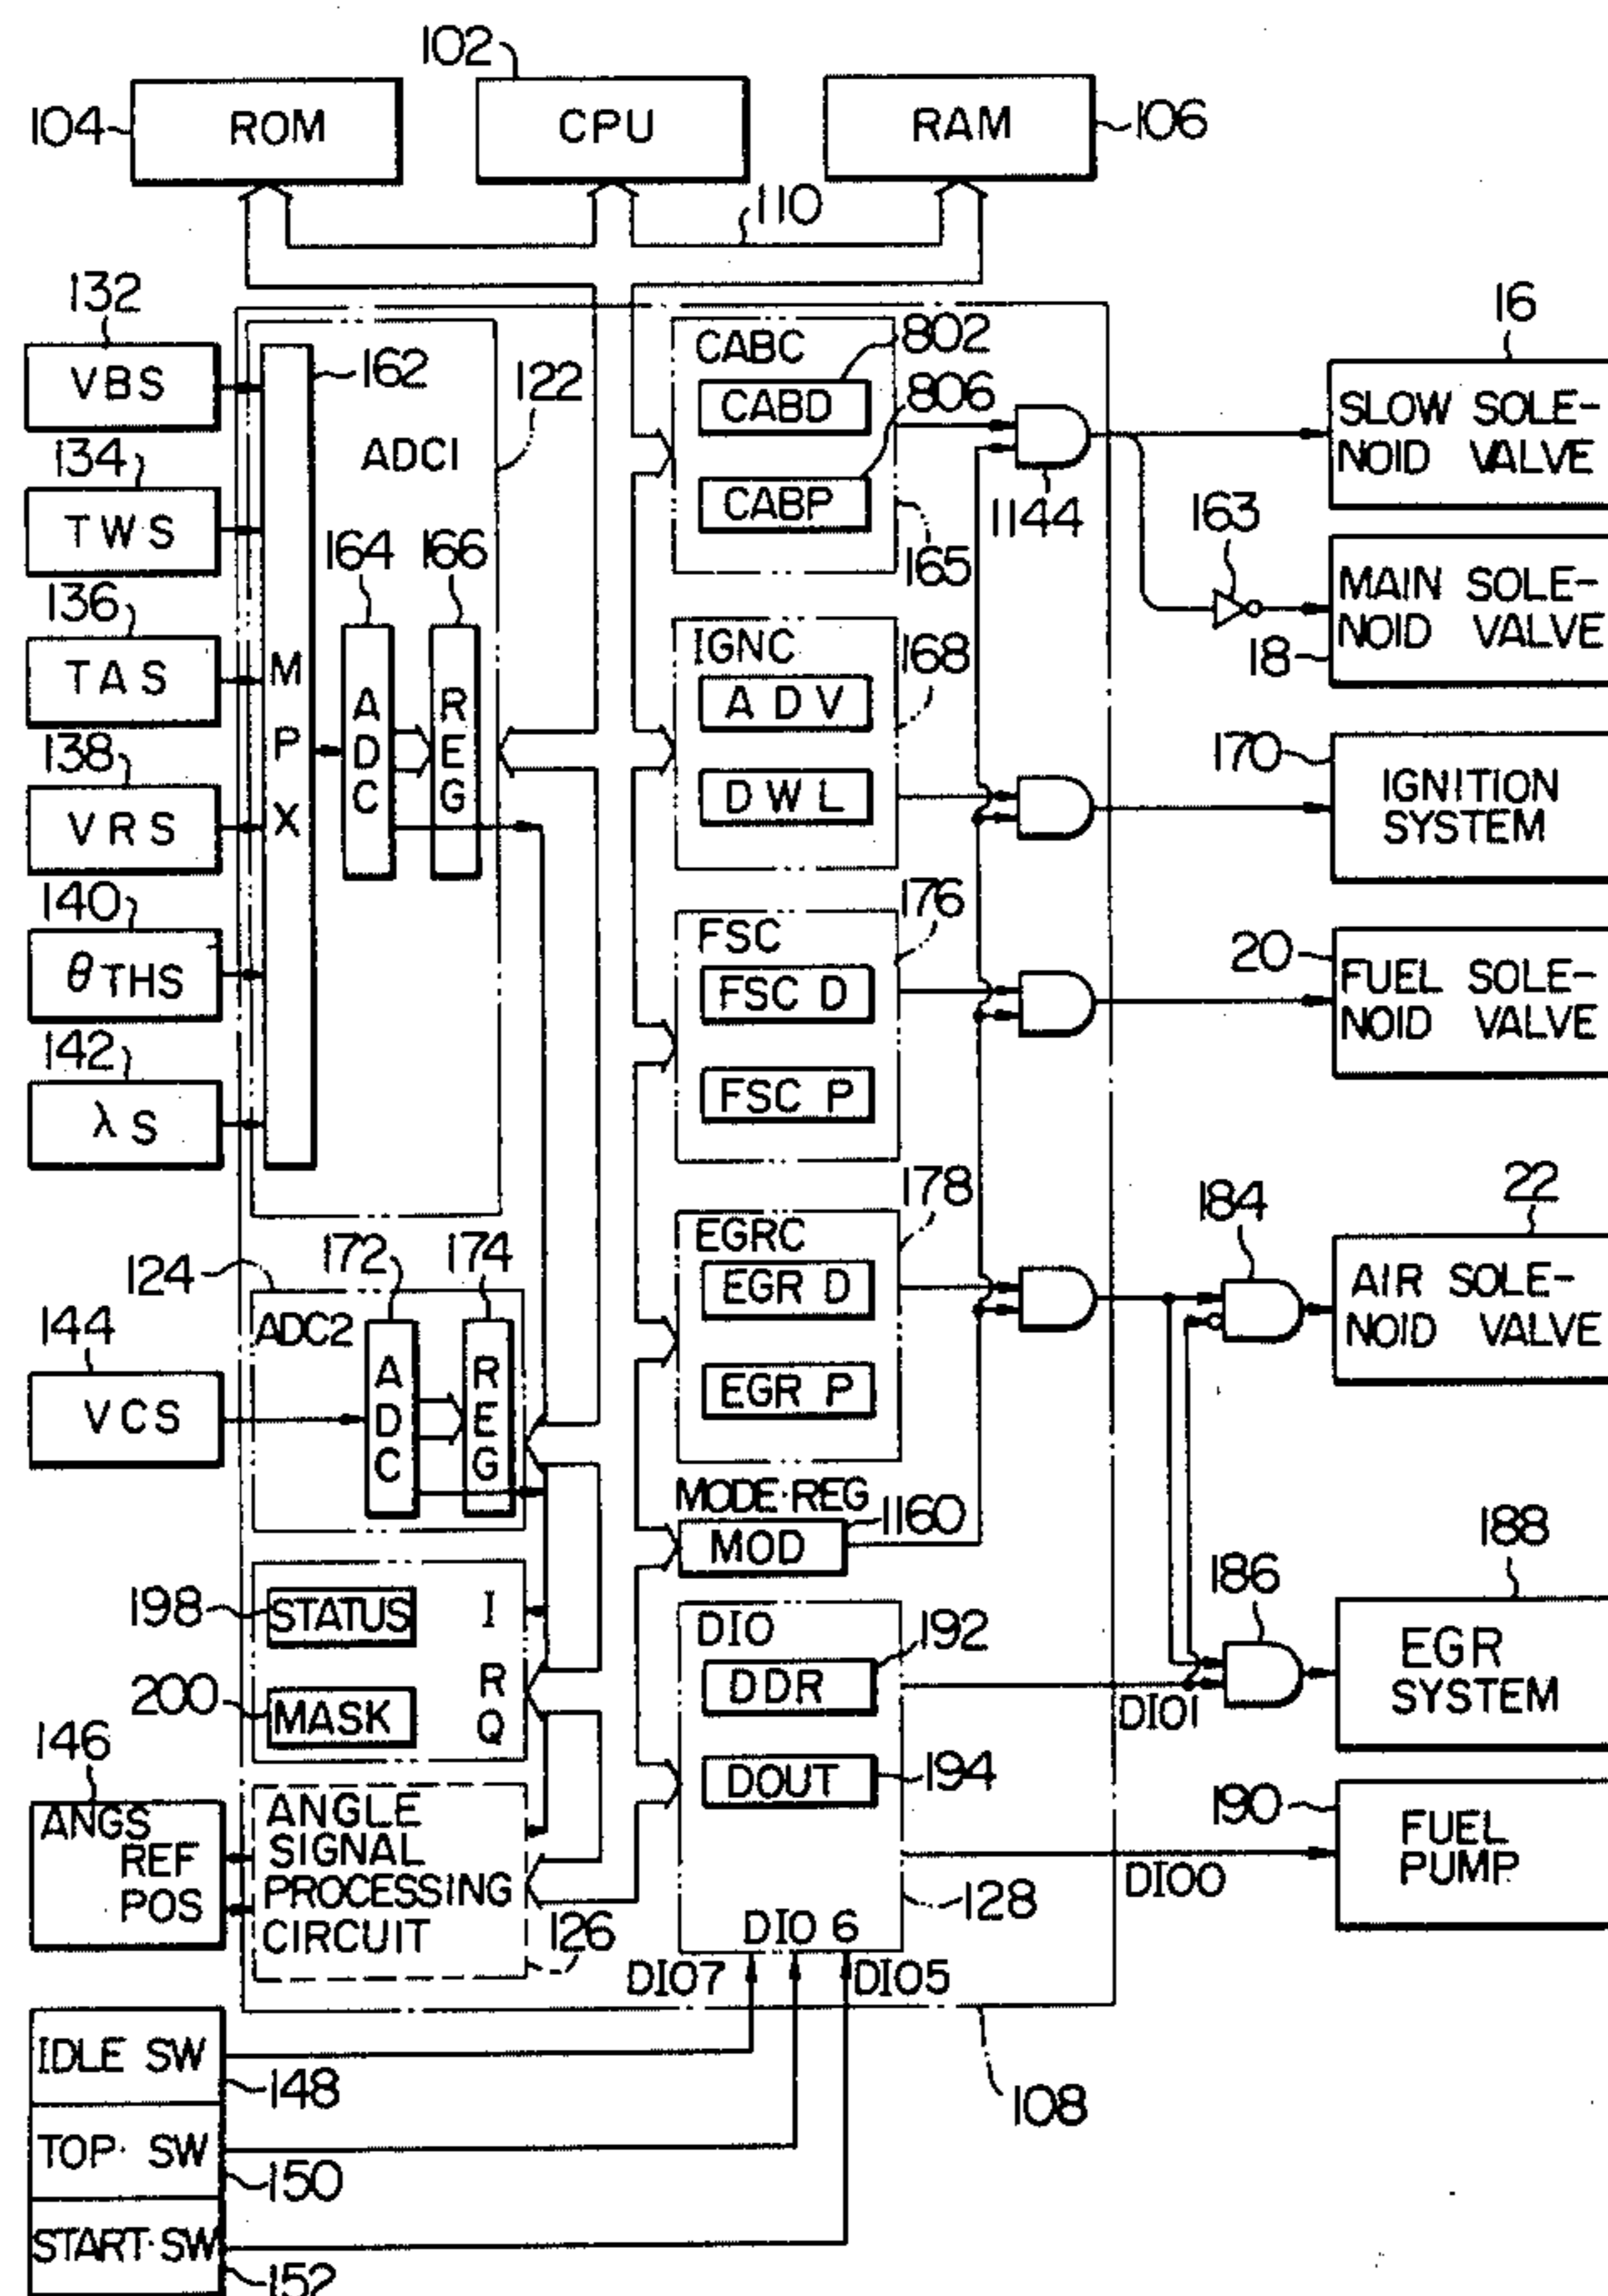 102
104
ROM
CPU
RAM
106
110
132
VBS
134
TWS
136
TAS
138
VRS
140
θTHS
142
λS
162
M
P
X
ADC1
122
164
166
A
D
C
R
E
G
CABC
802
CABD
806
CABP
165
1144
16
SLOW SOLE-
NOID VALVE
163
MAIN SOLE-
NOID VALVE
18
IGNC
168
ADV
DWL
170
IGNITION
SYSTEM
FSC
176
FSC D
FSC P
20
FUEL SOLE-
NOID VALVE
EGRC
178
EGR D
EGR P
184
22
AIR SOLE-
NOID VALVE
124
172
174
ADC2
144
VCS
A
D
C
R
E
G
MODE·REG
MOD
1160
198
STATUS
200
MASK
I
R
Q
DIO
192
DDR
194
DOUT
DIO1
186
188
EGR
SYSTEM
190
FUEL
PUMP
DIO0
128
146
ANGS
REF
POS
ANGLE
SIGNAL
PROCESSING
CIRCUIT
126
DIO 6
DIO7
DIO5
IDLE SW
148
TOP· SW
150
START·SW
152
108